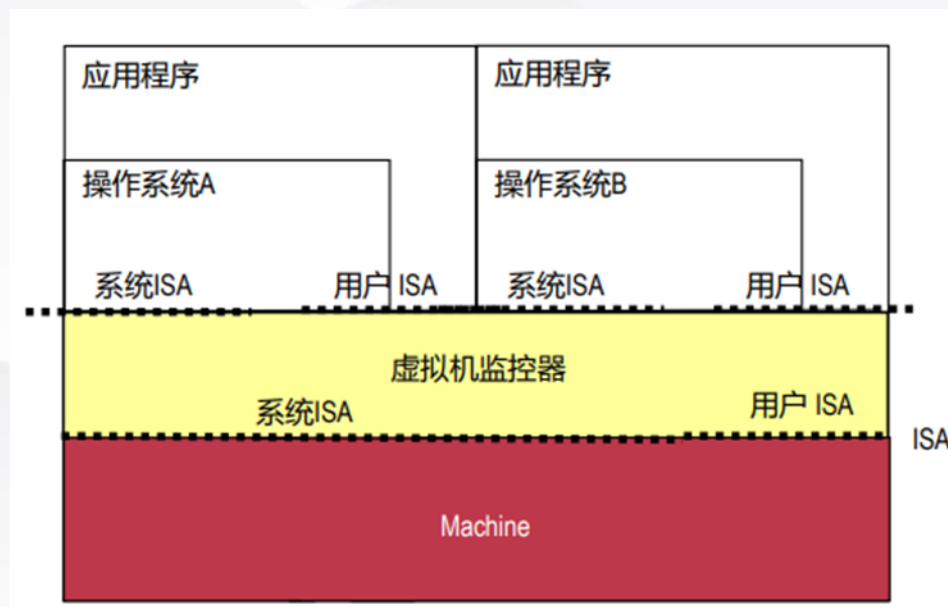 应用程序 应用程序
操作系统A 操作系统B
系统ISA 用户 ISA 系统ISA 用户 ISA
虚拟机监控器
系统ISA 用户 ISA
ISA
Machine